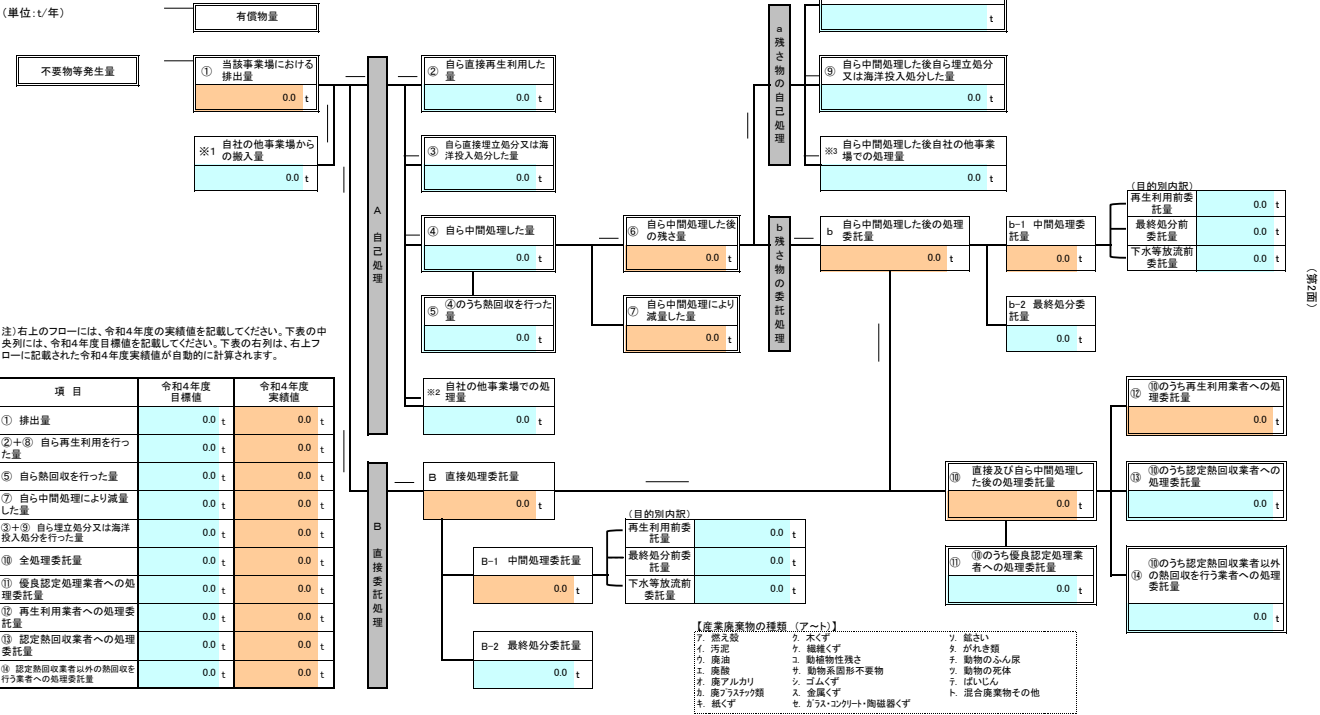 (単位:t/年)
有償物量
t
不要物等発生量
① 当該事業場における
排出量
0.0 t
※1 自社の他事業場から
の搬入量
0.0 t
A 自己処理
② 自ら直接再生利用した
量
0.0 t
③ 自ら直接埋立処分又は海
洋投入処分した量
0.0 t
④ 自ら中間処理した量
0.0 t
⑤ ④のうち熱回収を行った
量
0.0 t
※2 自社の他事業場での処
理量
0.0 t
⑥ 自ら中間処理した後
の残さ量
0.0 t
⑦ 自ら中間処理により
減量した量
0.0 t
a 残さ物の自己処理
⑨ 自ら中間処理した後自ら埋立処分
又は海洋投入処分した量
0.0 t
※3 自ら中間処理した後自社の他事業
場での処理量
0.0 t
b 残さ物の委託処理
b 自ら中間処理した後の処理
委託量
0.0 t
b-1 中間処理委
託量
0.0 t
b-2 最終処分委
託量
0.0 t
(目的別内訳)
再生利用前委
託量
0.0 t
最終処分前
委託量
0.0 t
下水等放流前
委託量
0.0 t
(第2面)
注)右上のフローには、令和4年度の実績値を記載してください。下表の中
央列には、令和4年度目標値を記載してください。下表の右列は、右上フ
ローに記載された令和4年度実績値が自動的に計算されます。
項 目 令和4年度
目標値 令和4年度
実績値
① 排出量 0.0 t 0.0 t
②+⑧ 自ら再生利用を行っ
た量 0.0 t 0.0 t
⑤ 自ら熱回収を行った量 0.0 t 0.0 t
⑦ 自ら中間処理により減量
した量 0.0 t 0.0 t
③+⑨ 自ら埋立処分又は海洋
投入処分を行った量 0.0 t 0.0 t
⑩ 全処理委託量 0.0 t 0.0 t
⑪ 優良認定処理業者への処
理委託量 0.0 t 0.0 t
⑫ 再生利用業者への処理委
託量 0.0 t 0.0 t
⑬ 認定熱回収業者への処理
委託量 0.0 t 0.0 t
⑭ 認定熱回収業者以外の熱回収を
行う業者への処理委託量 0.0 t 0.0 t
B 直接委託処理
B 直接処理委託量
0.0 t
B-1 中間処理委託量
0.0 t
B-2 最終処分委託量
0.0 t
(目的別内訳)
再生利用前委
託量
0.0 t
最終処分前委
託量
0.0 t
下水等放流前
委託量
0.0 t
⑩ 直接及び自ら中間処理し
た後の処理委託量
0.0 t
⑪ ⑩のうち優良認定処理業
者への処理委託量
0.0 t
⑫ ⑩のうち再生利用業者への処
理委託量
0.0 t
⑬ ⑩のうち認定熱回収業者への
処理委託量
0.0 t
⑭ ⑩のうち認定熱回収業者以外
の熱回収を行う業者への処理
委託量
0.0 t
【産業廃棄物の種類 (ア～ト)】
ア. 燃え殻
イ. 汚泥
ウ. 廃油
エ. 廃酸
オ. 廃アルカリ
カ. 廃プラスチック類
キ. 紙くず
ク. 木くず
ケ. 繊維くず
コ. 動植物性残さ
サ. 動物系固形不要物
シ. ゴムくず
ス. 金属くず
セ. ガラス・コンクリート・陶磁器くず
ソ. 鉱さい
タ. がれき類
チ. 動物のふん尿
ツ. 動物の死体
テ. ばいじん
ト. 混合廃棄物その他